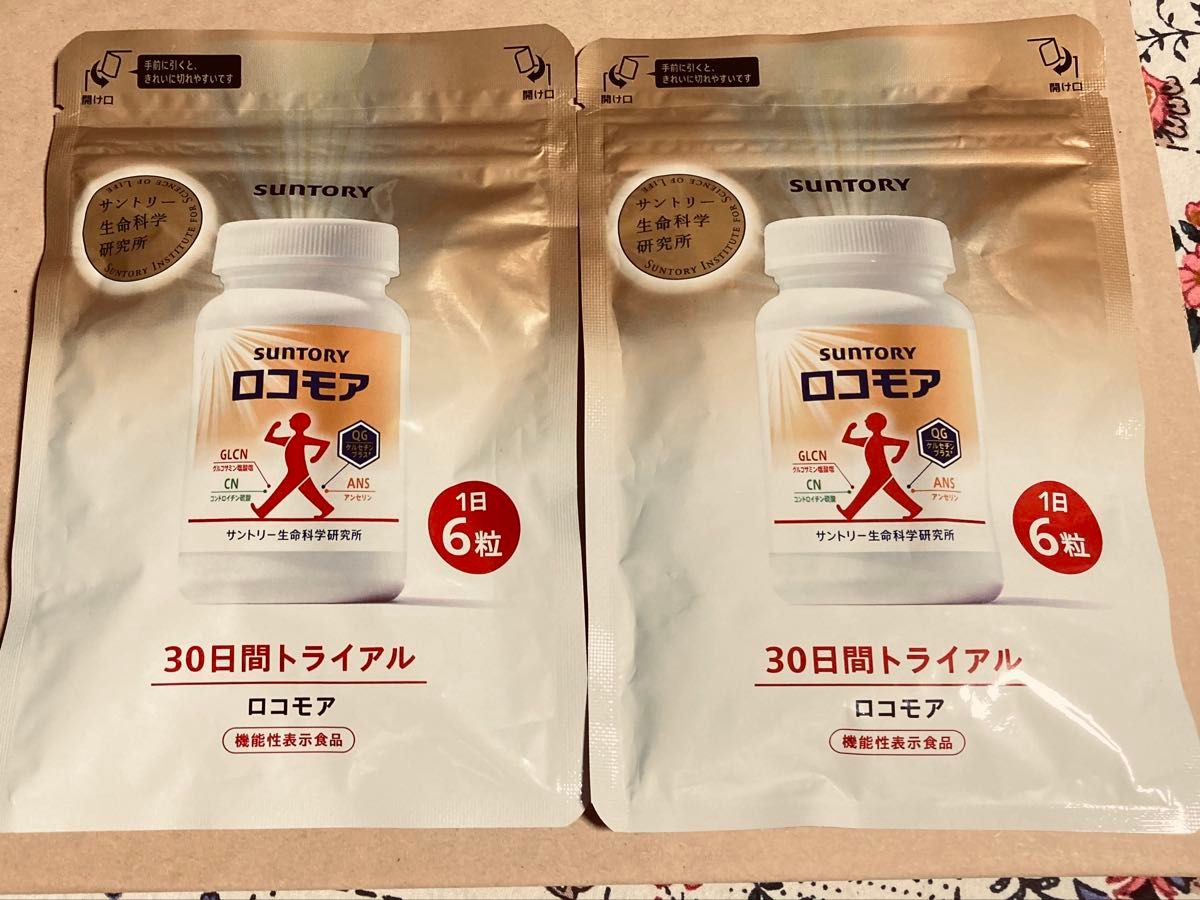 手前に引くと、
きれいに切れやすいです
開け口
開け口
SUNTORY
サントリー
生命科学
研究所
SUNTORY INSTITUTE FOR SCIENCE OF LIFE
SUNTORY
ロコモア
QG
ケルセチン
プラス
GLCN
グルコサミン塩酸塩
CN
コンドロイチン硫酸
ANS
アンセリン
サントリー生命科学研究所
1日
6粒
30日間トライアル
ロコモア
機能性表示食品
手前に引くと、
きれいに切れやすいです
開け口
開け口
SUNTORY
サントリー
生命科学
研究所
SUNTORY INSTITUTE FOR SCIENCE OF LIFE
SUNTORY
ロコモア
QG
ケルセチン
プラス
GLCN
グルコサミン塩酸塩
CN
コンドロイチン硫酸
ANS
アンセリン
サントリー生命科学研究所
1日
6粒
30日間トライアル
ロコモア
機能性表示食品